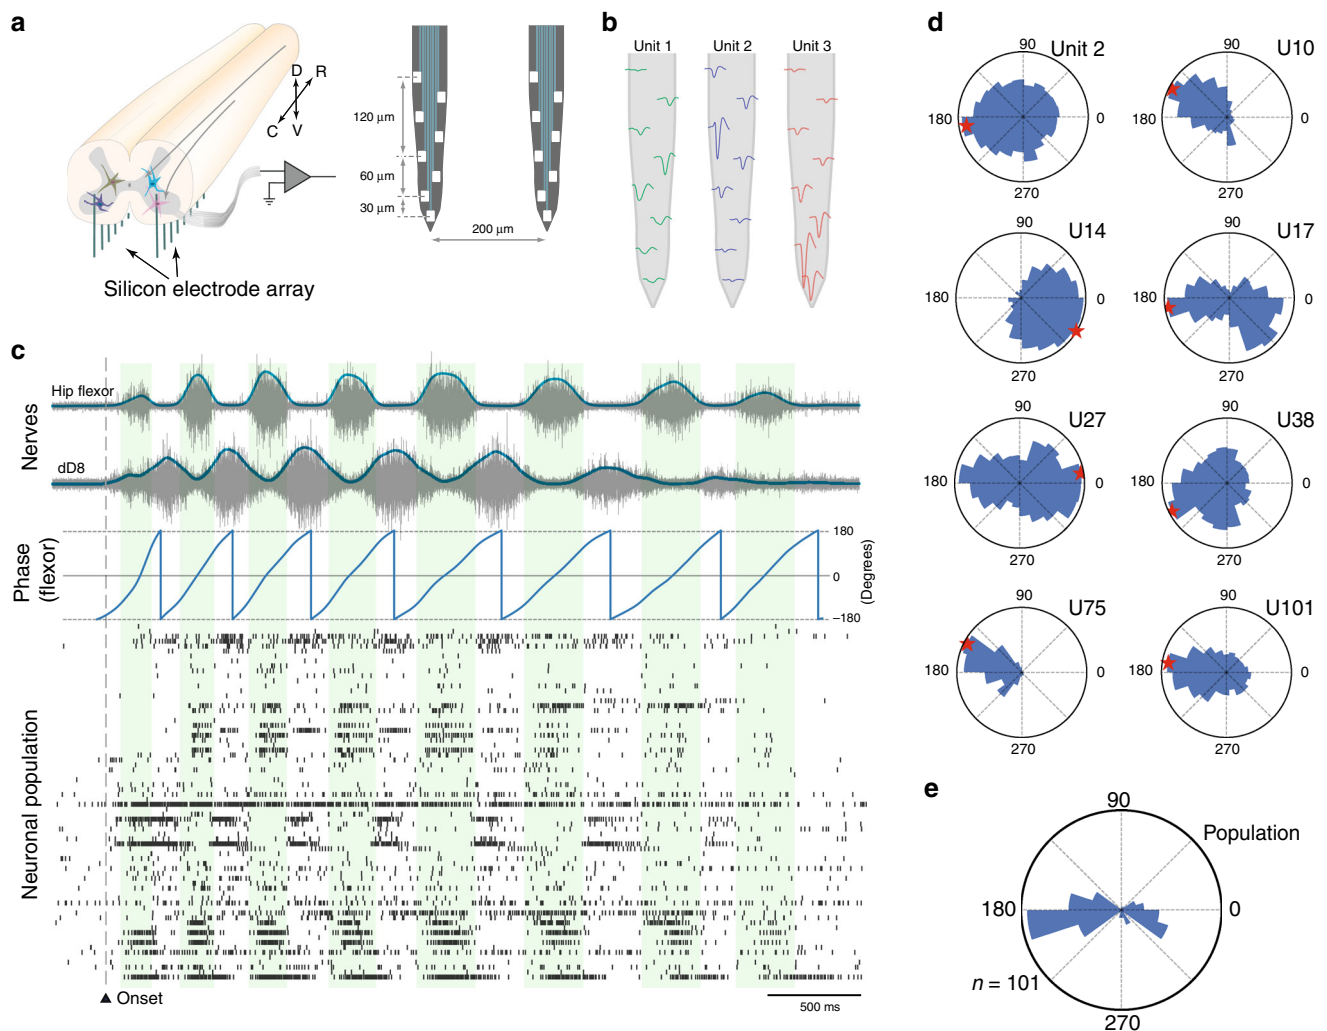 a
D
R
C
V
120 µm
60 µm
30 µm
200 µm
Silicon electrode array
b
Unit 1
Unit 2
Unit 3
c
Nerves
Hip flexor
dD8
Phase (flexor)
180
0
−180
(Degrees)
Neuronal population
Onset
500 ms
d
90
Unit 2
180
0
270
90
U10
180
0
270
90
U14
180
0
270
90
U17
180
0
270
90
U27
180
0
270
90
U38
180
0
270
90
U75
180
0
270
90
U101
180
0
270
e
90
Population
180
0
n = 101
270